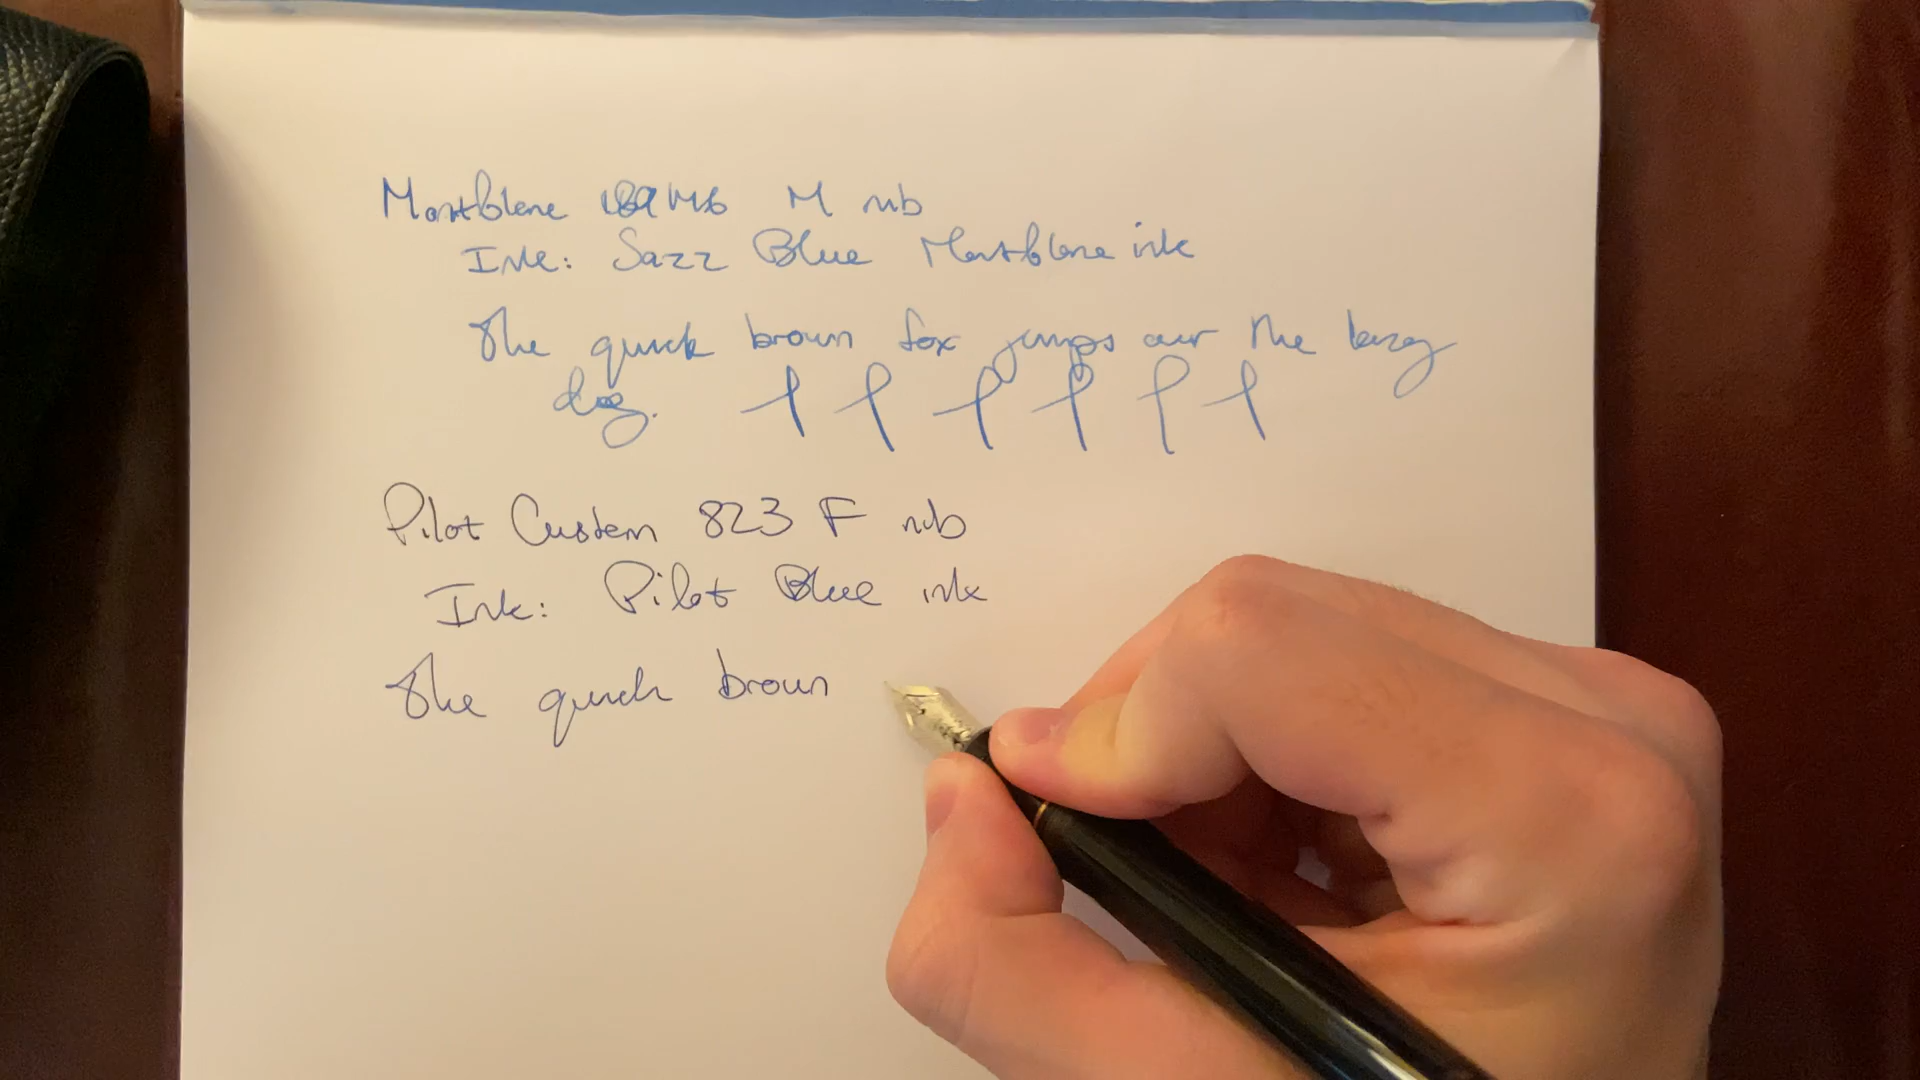 Montblanc M nib
Ink: Jazz Blue Montblanc ink
The quick brown fox jumps over the lazy
dog.
Pilot Custom 823 F nib
Ink: Pilot Blue ink
The quick brown